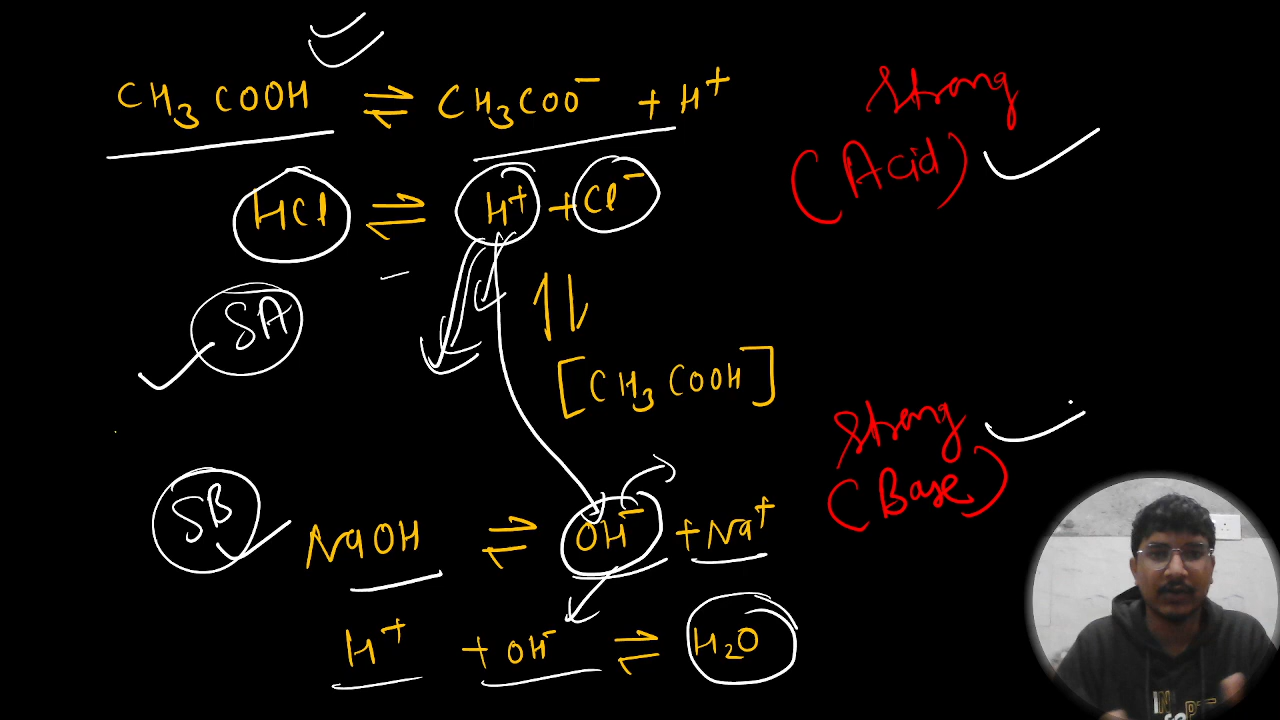 CH₃COOH ⇌ CH₃COO⁻ + H⁺
Strong
(Acid)
HCl ⇌ H⁺ + Cl⁻
SA
[CH₃COOH]
Strong
(Base)
SB
NaOH ⇌ OH⁻ + Na⁺
H⁺ + OH⁻ ⇌ H₂O